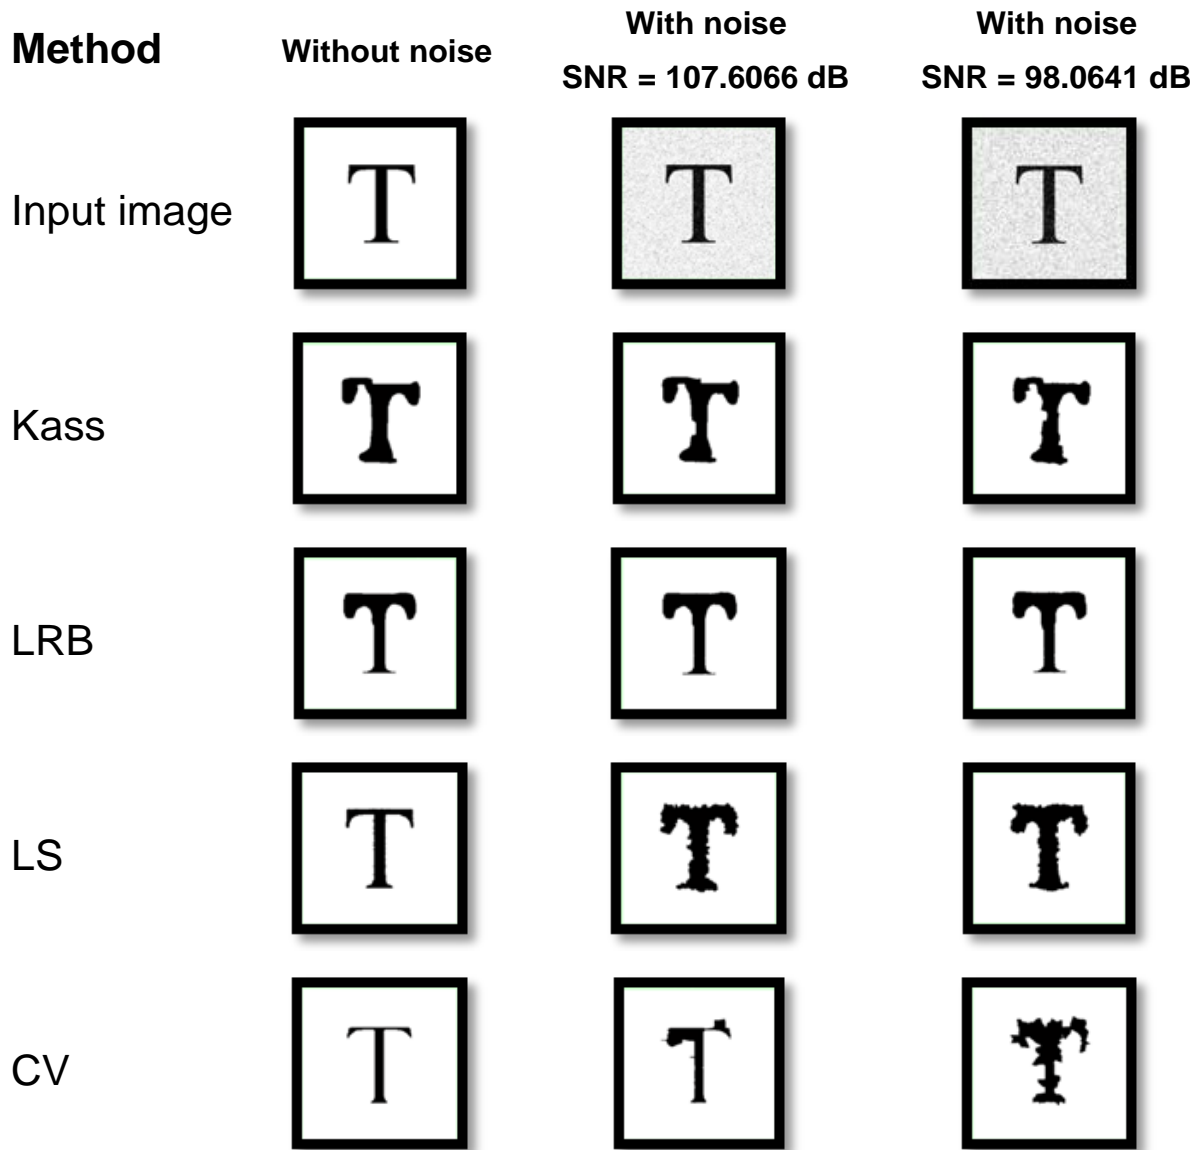 Method Without noise With noise With noise
SNR = 107.6066 dB SNR = 98.0641 dB
Input image T T T
Kass T T T
LRB T T T
LS T T T
CV T T T